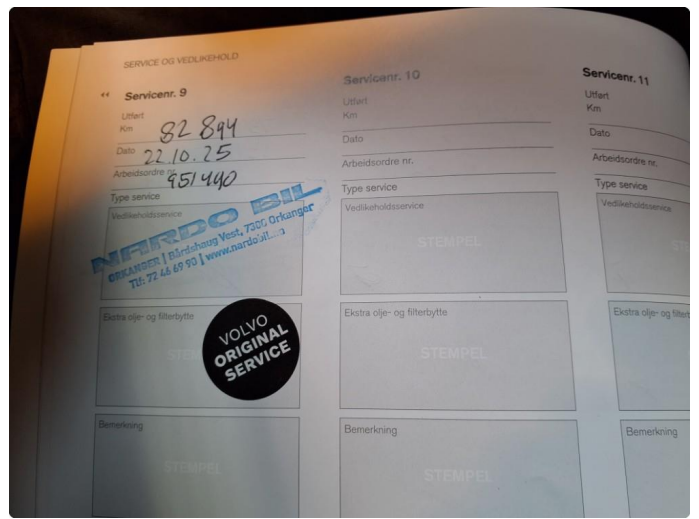 SERVICE OG VEDLIKEHOLD
Servicenr. 9
Utført
Km 82 894
Dato 22.10.25
Arbeidsordre nr. 951490
Type service
Vedlikeholdsservice
NARDO BIL
ORKANGER | Bårdshaug Vest, 7300 Orkanger
Tlf: 72 46 69 90 | www.nardobil.no
Ekstra olje- og filterbytte
VOLVO
ORIGINAL
SERVICE
Bemerkning
STEMPEL
Servicenr. 10
Utført
Km
Dato
Arbeidsordre nr.
Type service
Vedlikeholdsservice
STEMPEL
Ekstra olje- og filterbytte
STEMPEL
Bemerkning
STEMPEL
Servicenr. 11
Utført
Km
Dato
Arbeidsordre nr.
Type service
Vedlikeholdsservice
Ekstra olje- og
Bemerkning